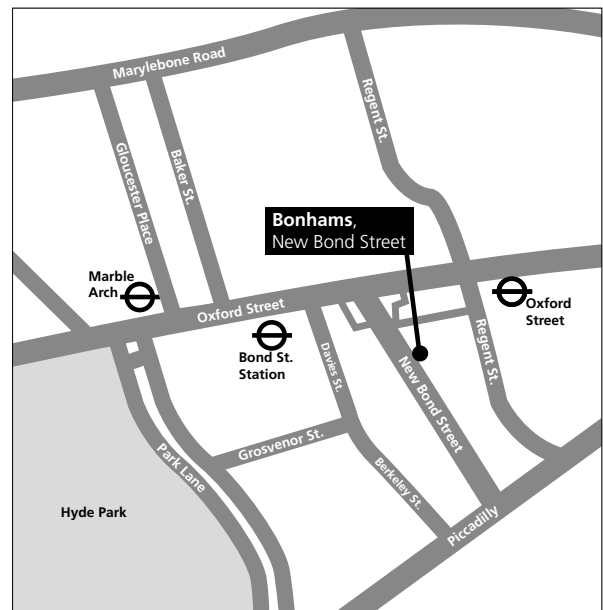 Marylebone Road
Regent St.
Gloucester Place
Baker St.
Bonhams,
New Bond Street
Marble
Arch
Oxford Street
Oxford
Street
Bond St.
Station
Davies St.
New Bond Street
Regent St.
Grosvenor St.
Park Lane
Berkeley St.
Hyde Park
Piccadilly